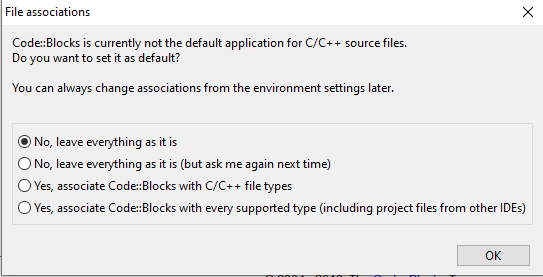 File associations
Code::Blocks is currently not the default application for C/C++ source files.
Do you want to set it as default?
You can always change associations from the environment settings later.
No, leave everything as it is
No, leave everything as it is (but ask me again next time)
Yes, associate Code::Blocks with C/C++ file types
Yes, associate Code::Blocks with every supported type (including project files from other IDEs)
OK